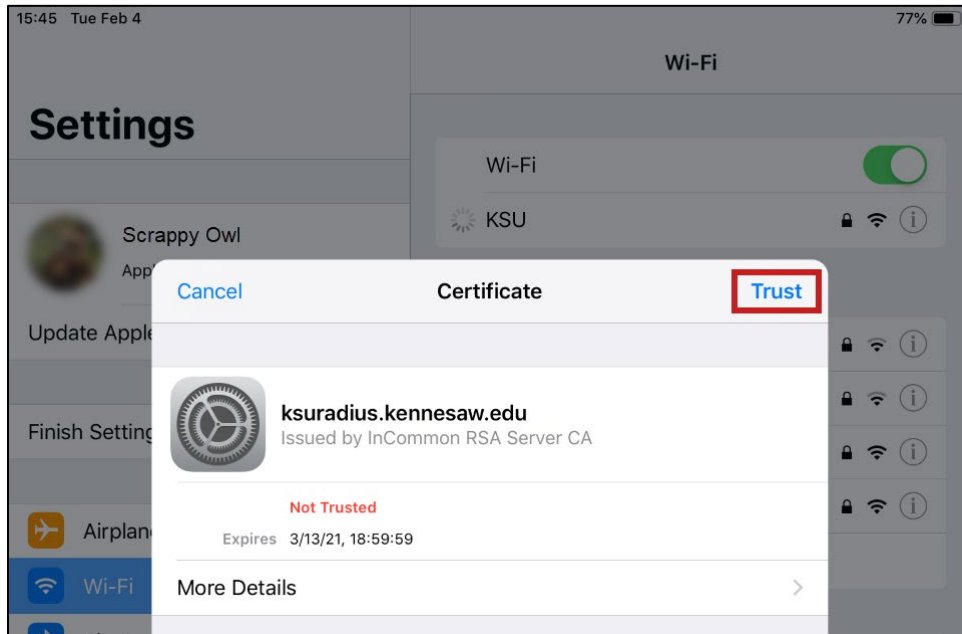 15:45 Tue Feb 4
77%
Wi-Fi
Settings
Wi-Fi
KSU
Scrappy Owl
Cancel
Certificate
Trust
ksuradius.kennesaw.edu
Issued by InCommon RSA Server CA
Not Trusted
Expires 3/13/21, 18:59:59
More Details
Update Apple
Finish Setting
Wi-Fi